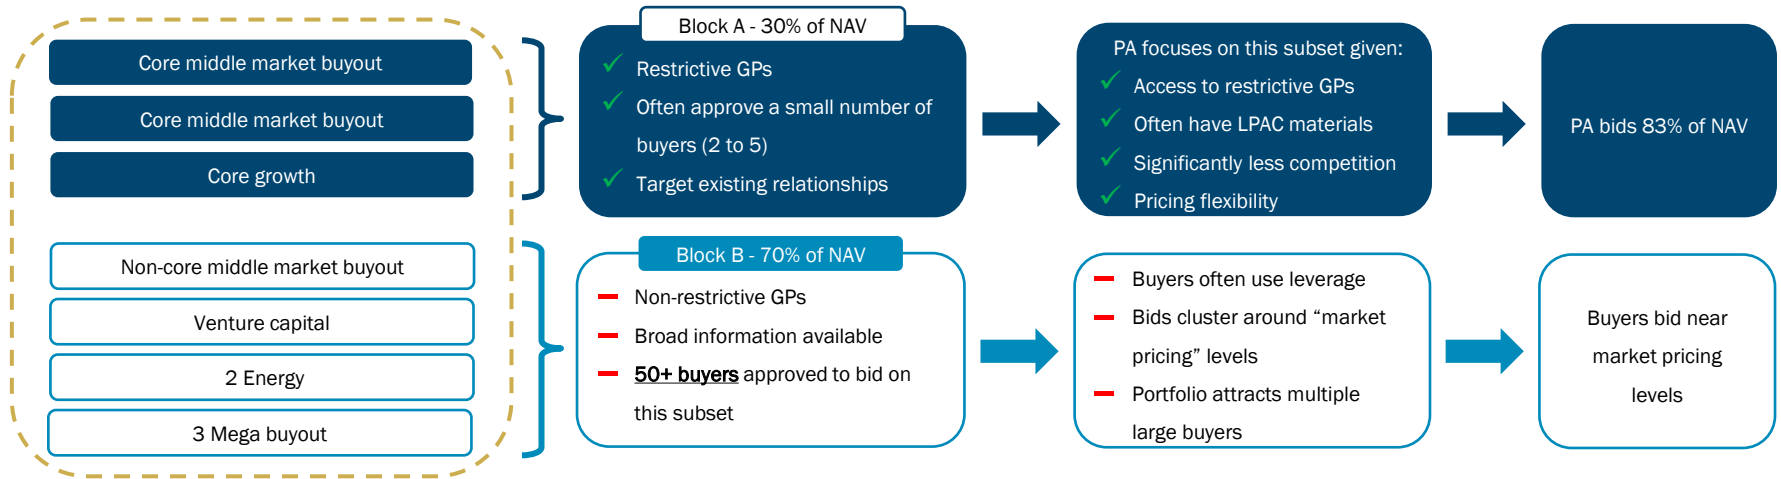 Core middle market buyout
Core middle market buyout
Core growth
Block A - 30% of NAV
Restrictive GPs
Often approve a small number of
buyers (2 to 5)
Target existing relationships
PA focuses on this subset given:
Access to restrictive GPs
Often have LPAC materials
Significantly less competition
Pricing flexibility
PA bids 83% of NAV
Non-core middle market buyout
Venture capital
2 Energy
3 Mega buyout
Block B - 70% of NAV
Non-restrictive GPs
Broad information available
50+ buyers approved to bid on
this subset
Buyers often use leverage
Bids cluster around “market
pricing” levels
Portfolio attracts multiple
large buyers
Buyers bid near
market pricing
levels